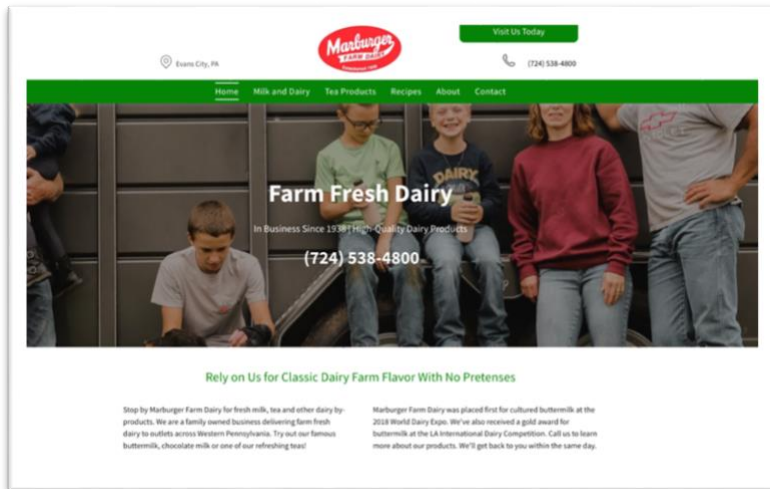 Visit Us Today
Marburger
FARM DAIRY
Evans City, PA
(724) 538-4800
Home Milk and Dairy Tea Products Recipes About Contact
DAIRY
Farm Fresh Dairy
In Business Since 1938 | High-Quality Dairy Products
(724) 538-4800
Rely on Us for Classic Dairy Farm Flavor With No Pretenses
Stop by Marburger Farm Dairy for fresh milk, tea and other dairy by-
products. We are a family owned business delivering farm fresh
dairy to outlets across Western Pennsylvania. Try out our famous
buttermilk, chocolate milk or one of our refreshing teas!
Marburger Farm Dairy was placed first for cultured buttermilk at the
2018 World Dairy Expo. We've also received a gold award for
buttermilk at the LA International Dairy Competition. Call us to learn
more about our products. We'll get back to you within the same day.